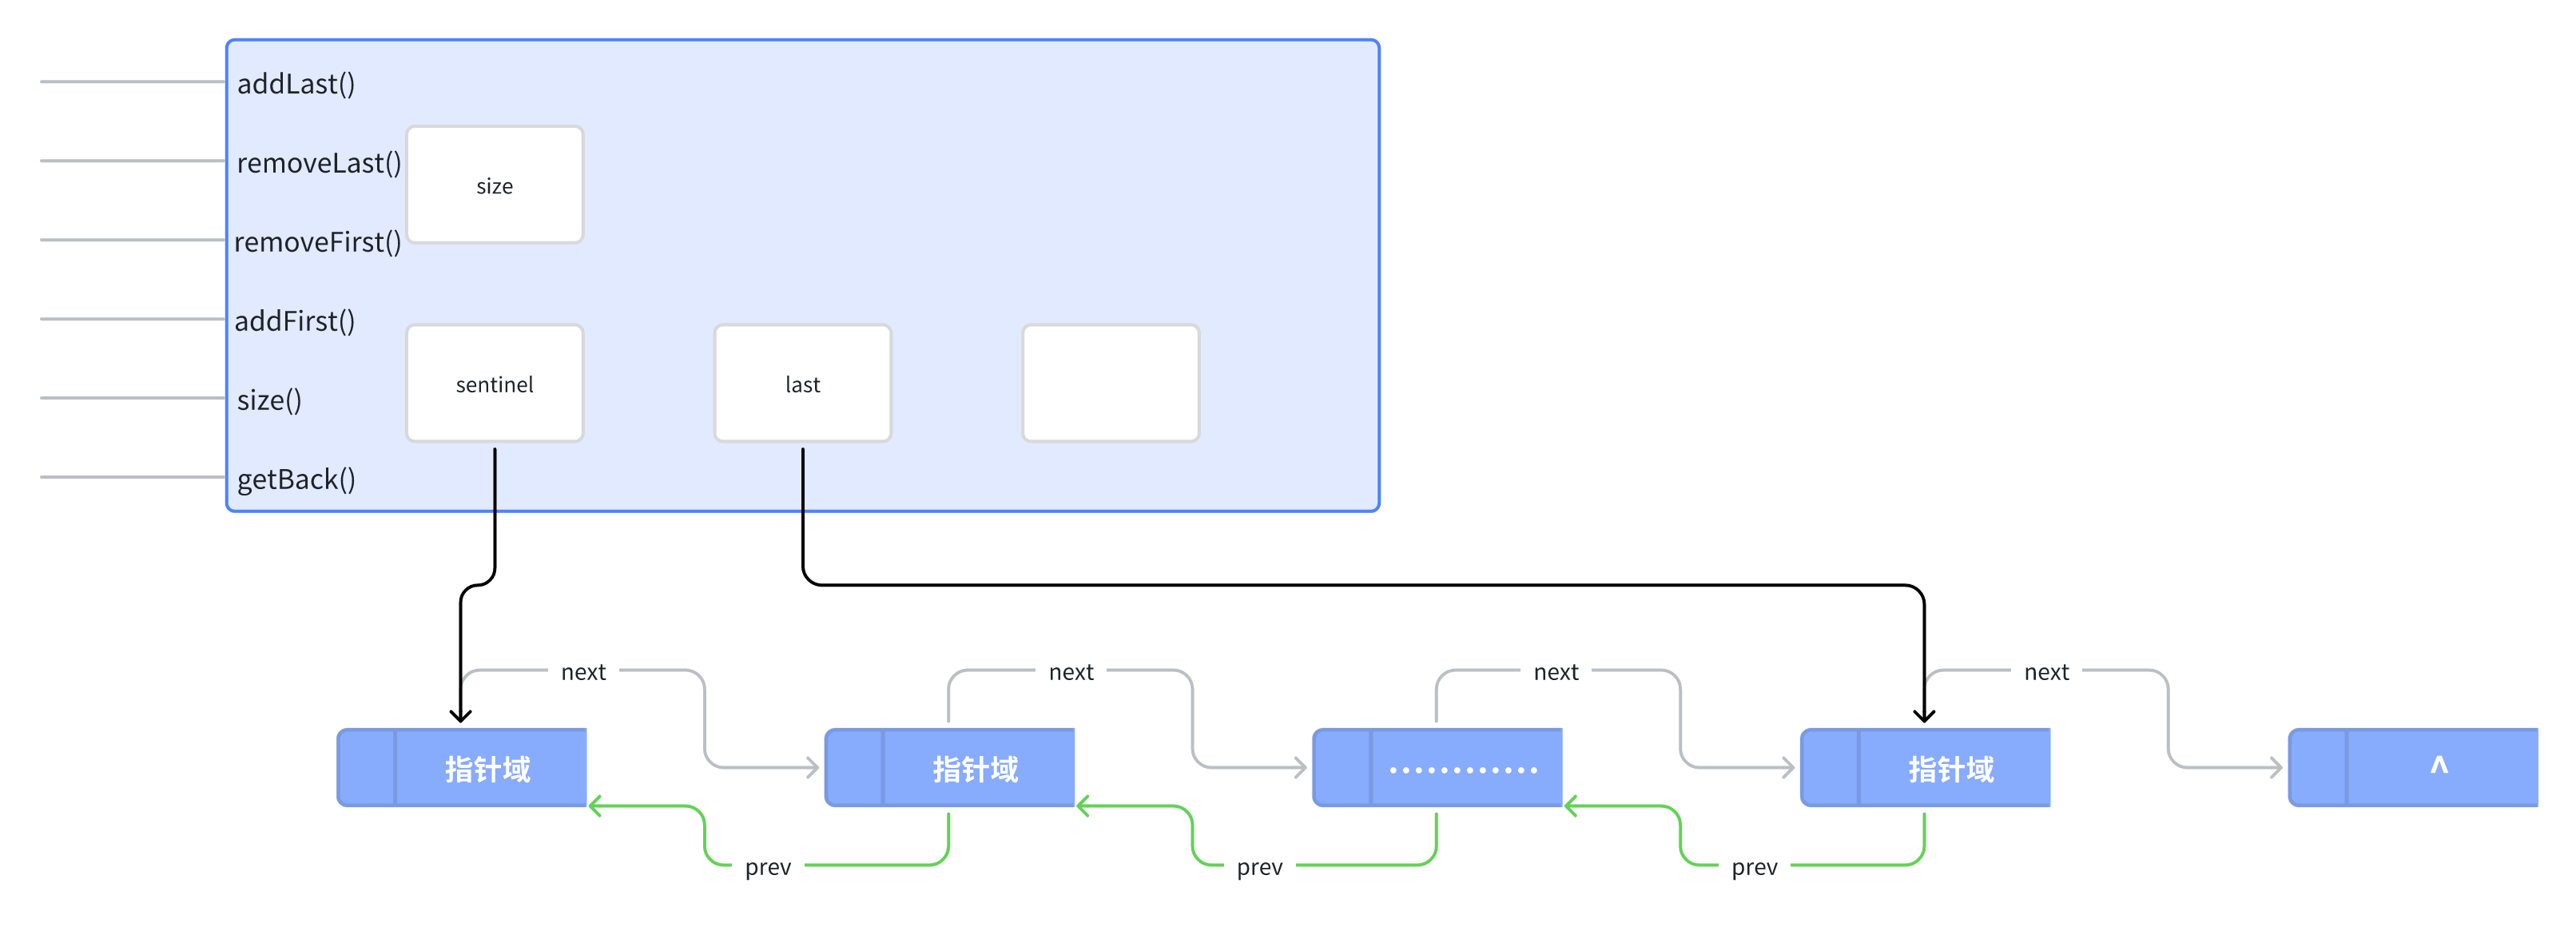 addLast()
removeLast()
size
removeFirst()
addFirst()
sentinel
last
size()
getBack()
next
next
next
next
指针域
指针域
············
指针域
^
prev
prev
prev